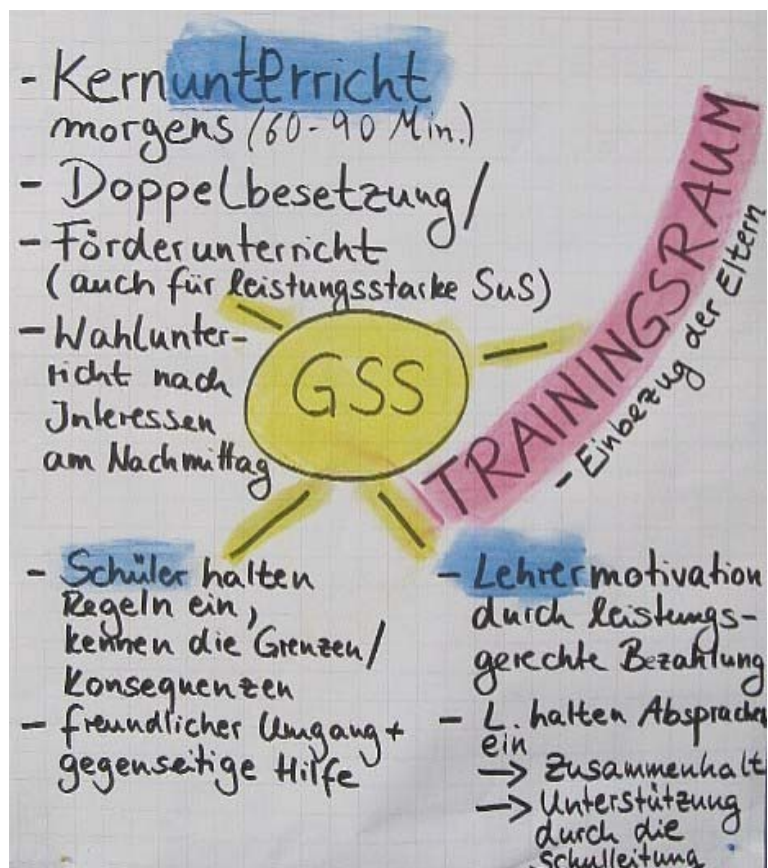 - Kernunterricht
morgens (60-90 Min.)
- Doppelbesetzung/
- Förderunterricht
(auch für leistungsstarke SuS)
- Wahlunter-
richt nach
Interessen
am Nachmittag
GSS
TRAININGSRAUM
- Einbezug der Eltern
- Schüler halten
Regeln ein,
kennen die Grenzen/
Konsequenzen
- freundlicher Umgang +
gegenseitige Hilfe
- Lehrermotivation
durch leistungs-
gerechte Bezahlung
- L. halten Absprachen
ein
→ Zusammenhalt
→ Unterstützung
durch die
Schulleitung